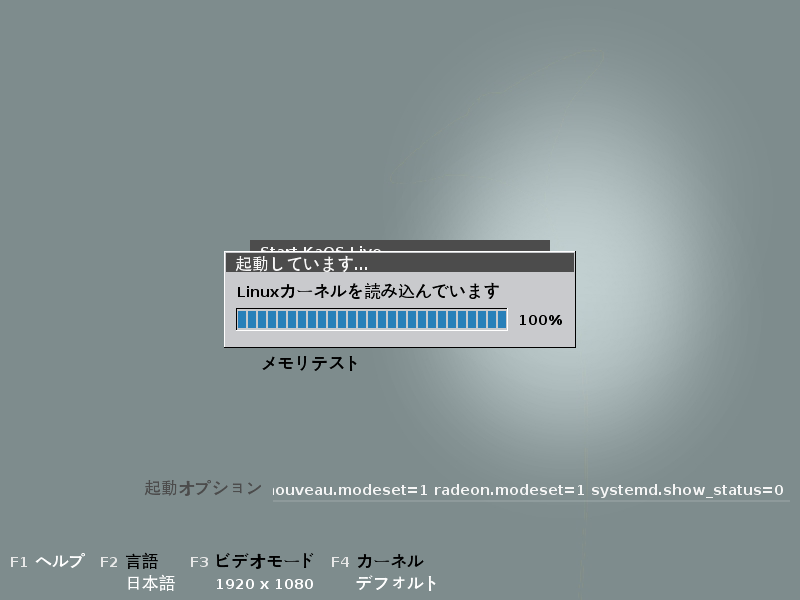 Start KaOS Live
起動しています...
Linuxカーネルを読み込んでいます
100%
メモリテスト
起動オプション nouveau.modeset=1 radeon.modeset=1 systemd.show_status=0
F1 ヘルプ F2 言語 F3 ビデオモード F4 カーネル
日本語 1920 x 1080 デフォルト